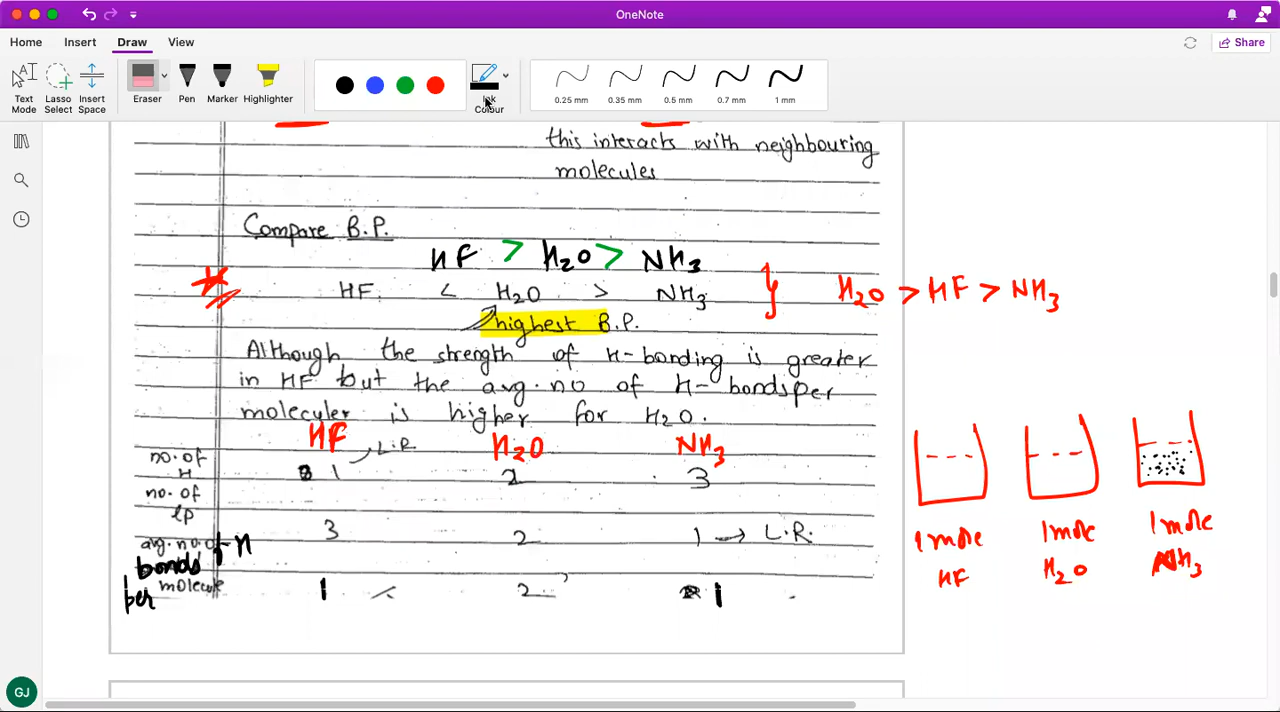 OneNote
Home Insert Draw View
Share
Text Mode
Lasso Select
Insert Space
Eraser
Pen
Marker
Highlighter
Ink Colour
0.25 mm
0.35 mm
0.5 mm
0.7 mm
1 mm
this interacts with neighbouring
molecules
Compare B.P.
HF > H2O > NH3
HF < H2O > NH3
H2O > HF > NH3
highest B.P.
Although the strength of H-bonding is greater
in HF but the avg. no of H- bonds per
moleculer is higher for H2O.
HF H2O NH3
no. of H 1 → L.R 2 3
no. of lp 3 2 1 → L.R.
avg. no. of H bonds per molecule 1 < 2 1
1 mole HF
1 mole H2O
1 mole NH3
GJ